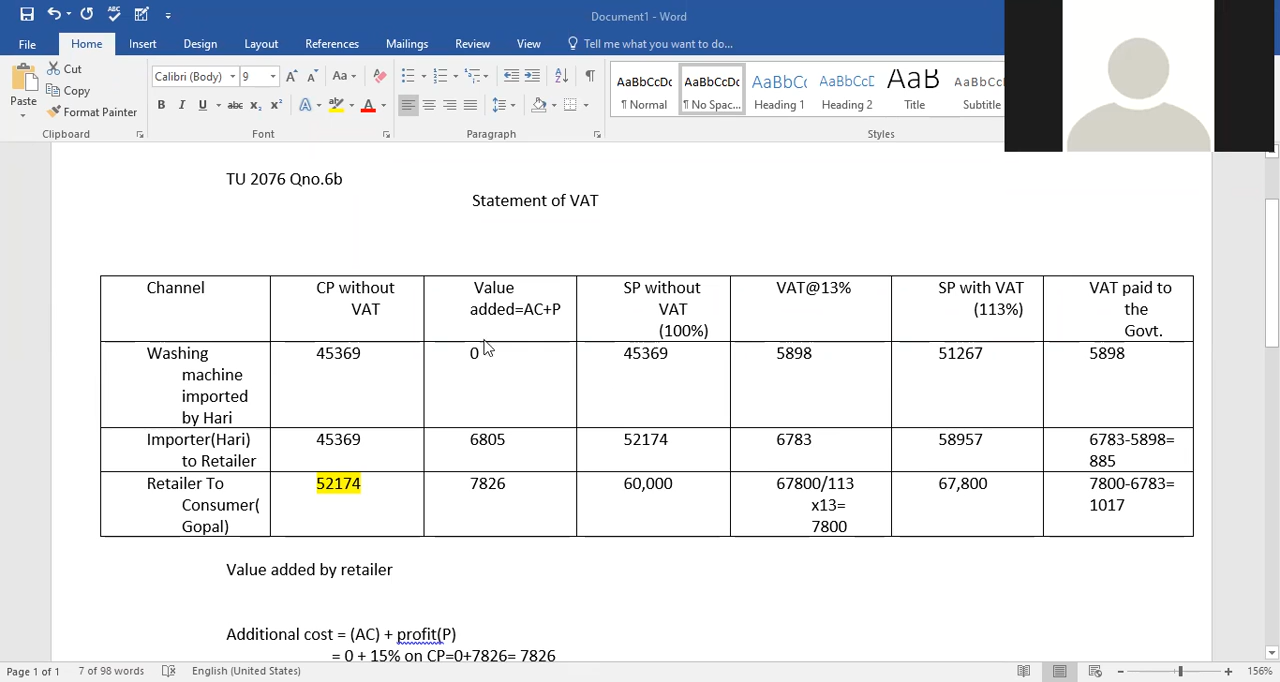 Document1 - Word
File Home Insert Design Layout References Mailings Review View Tell me what you want to do...
Paste
Cut
Copy
Format Painter
Clipboard
Calibri (Body) 9
Font
Paragraph
AaBbCcDc ¶ Normal
AaBbCcDc ¶ No Spac...
AaBbCc Heading 1
AaBbCcE Heading 2
AaB Title
AaBbCcD Subtitle
Styles
TU 2076 Qno.6b
Statement of VAT
Channel
CP without
VAT
Value
added=AC+P
SP without
VAT
(100%)
VAT@13%
SP with VAT
(113%)
VAT paid to
the
Govt.
Washing
machine
imported
by Hari
45369
0
45369
5898
51267
5898
Importer(Hari)
to Retailer
45369
6805
52174
6783
58957
6783-5898=
885
Retailer To
Consumer(
Gopal)
52174
7826
60,000
67800/113
x13=
7800
67,800
7800-6783=
1017
Value added by retailer
Additional cost = (AC) + profit(P)
= 0 + 15% on CP=0+7826= 7826
Page 1 of 1 7 of 98 words English (United States) 156%